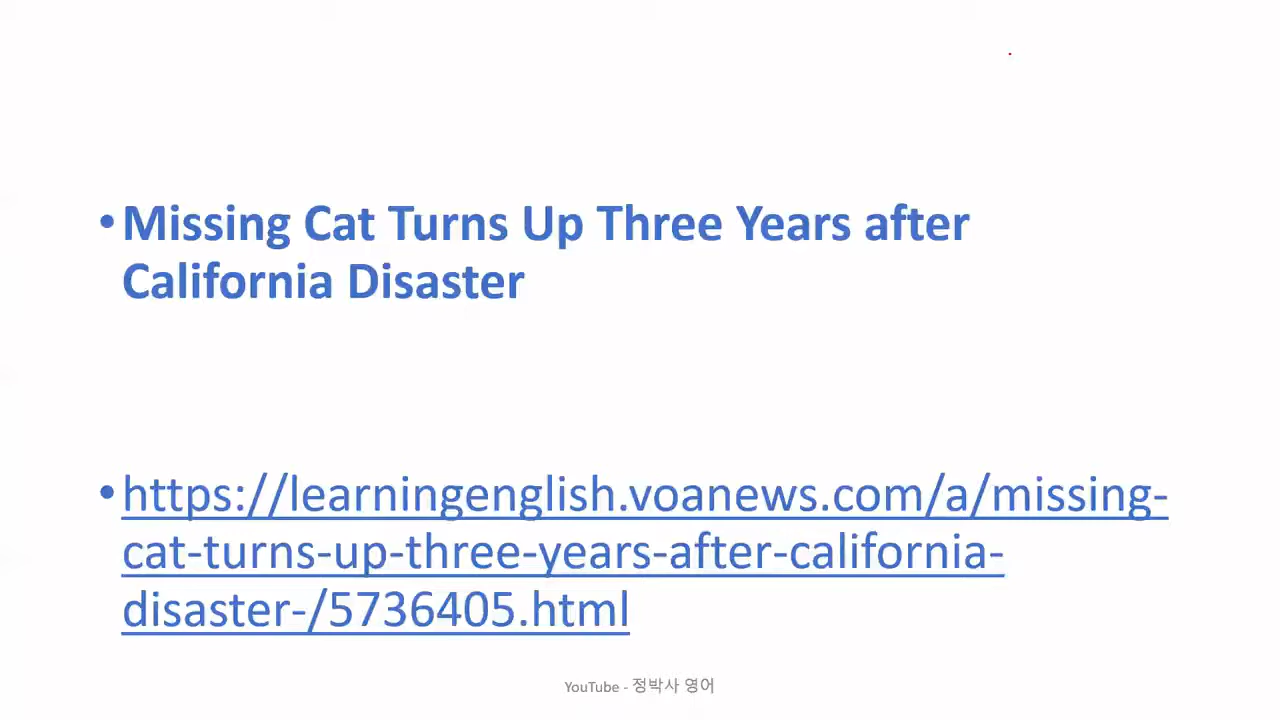 •Missing Cat Turns Up Three Years after
California Disaster
•https://learningenglish.voanews.com/a/missing-
cat-turns-up-three-years-after-california-
disaster-/5736405.html
YouTube - 정박사 영어